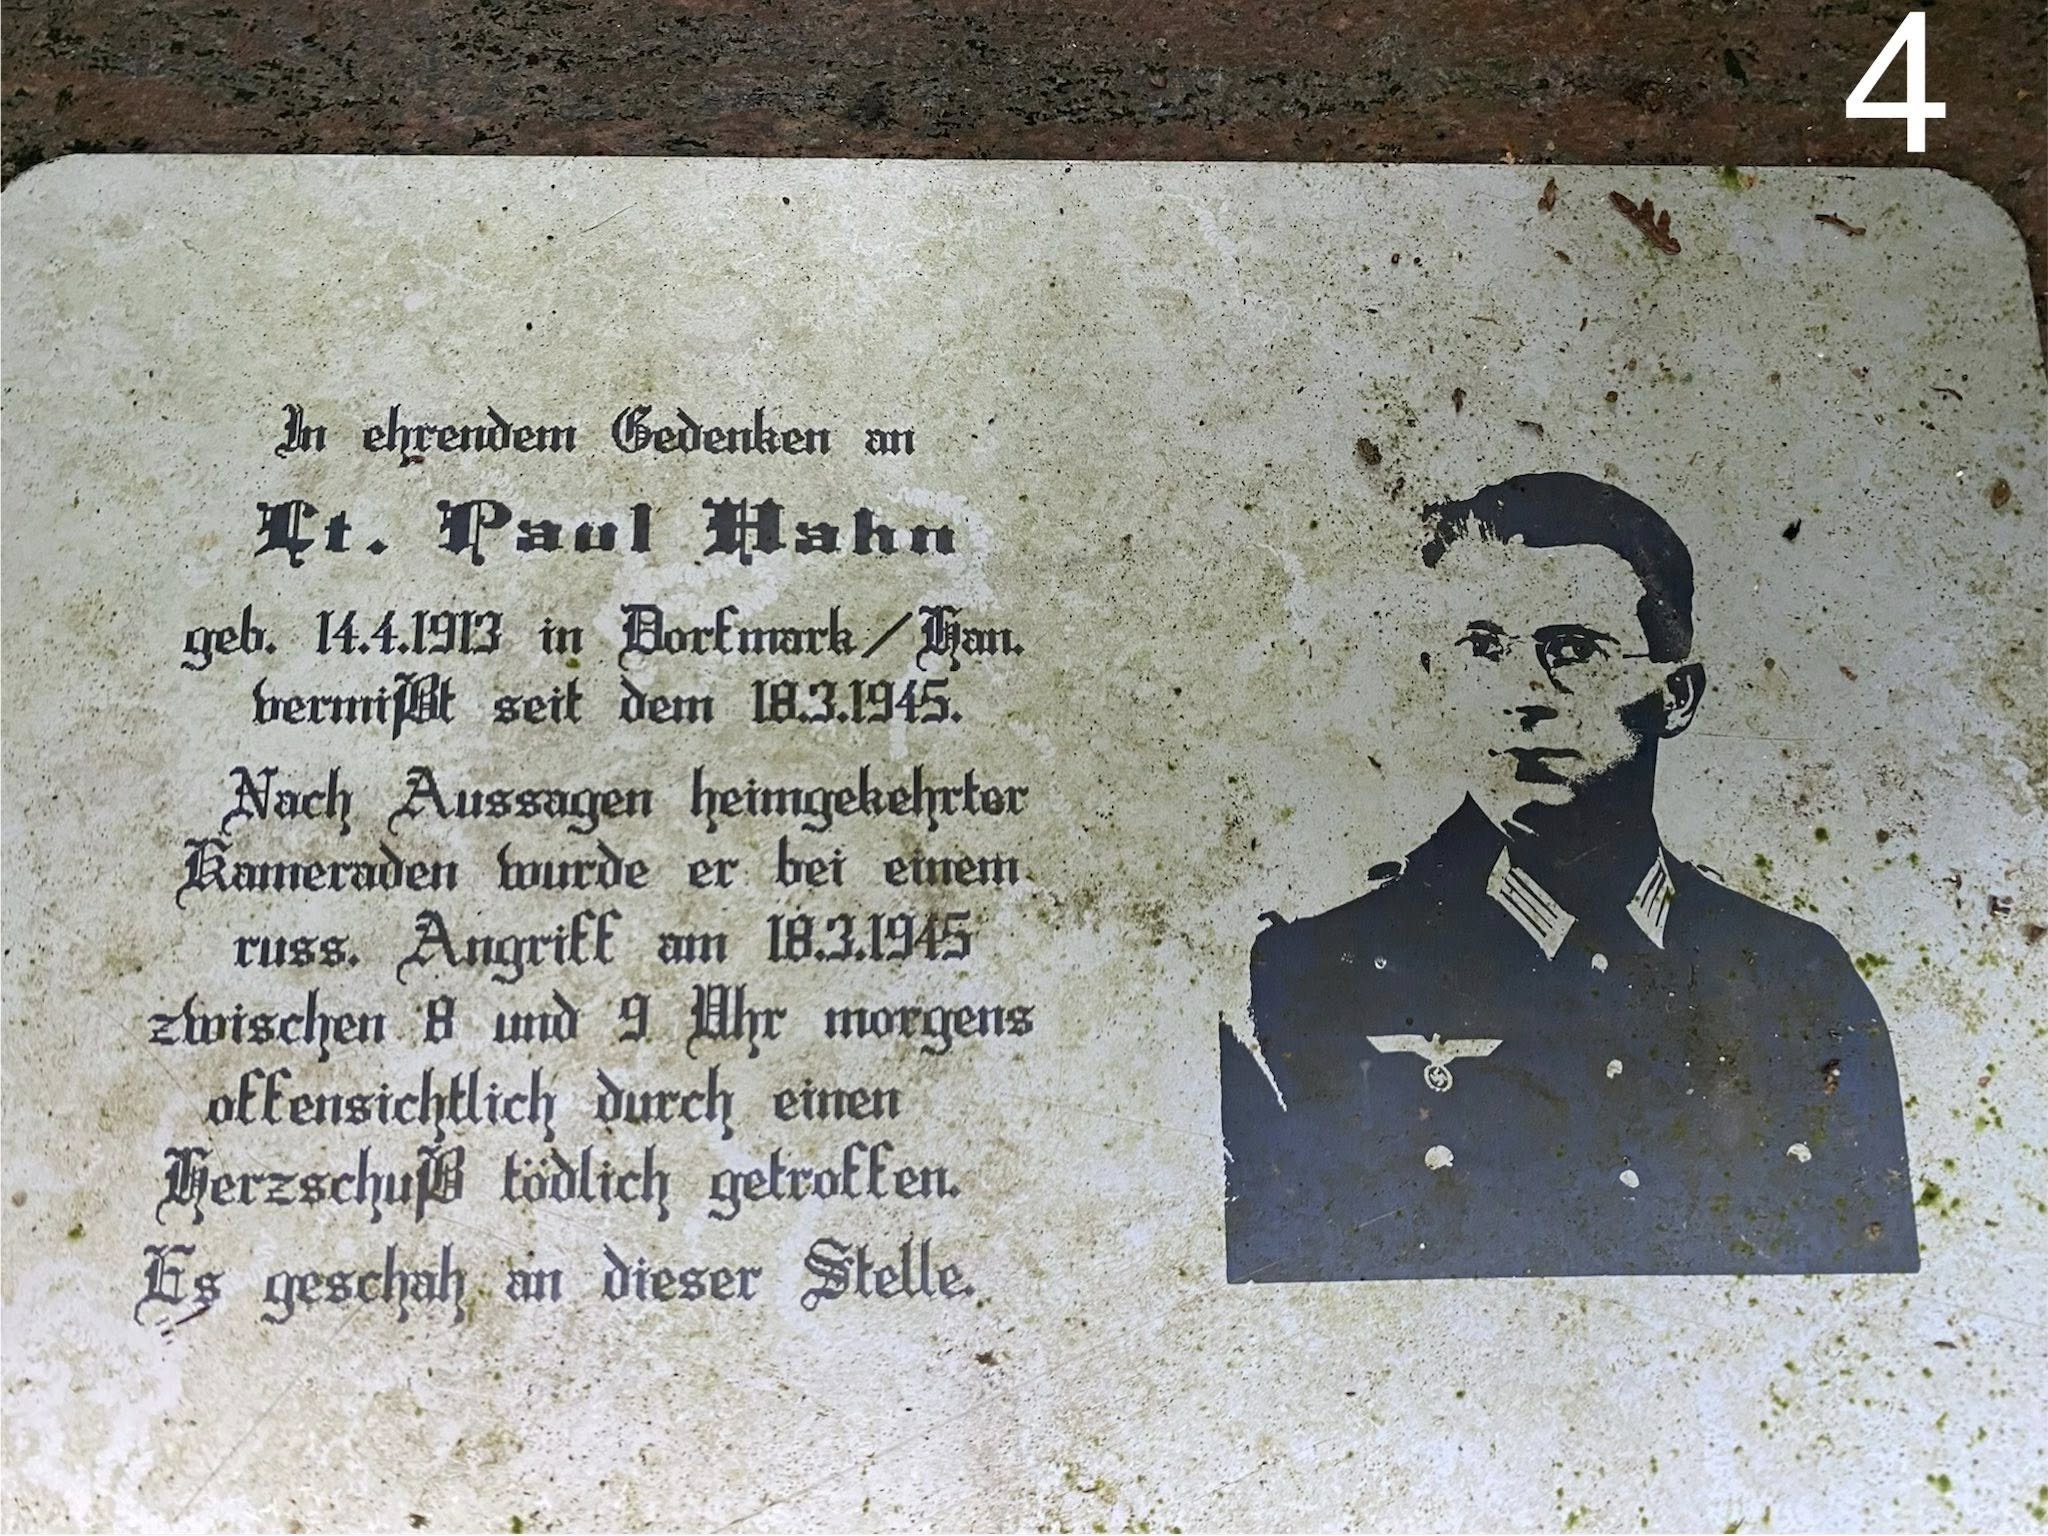 4
In ehrendem Gedenken an
Lt. Paul Hahn
geb. 14.4.1913 in Dorfmark/Han.
vermißt seit dem 18.3.1945.
Nach Aussagen heimgekehrter
Kameraden wurde er bei einem
russ. Angriff am 18.3.1945
zwischen 8 und 9 Uhr morgens
offensichtlich durch einen
Herzschuß tödlich getroffen.
Es geschah an dieser Stelle.